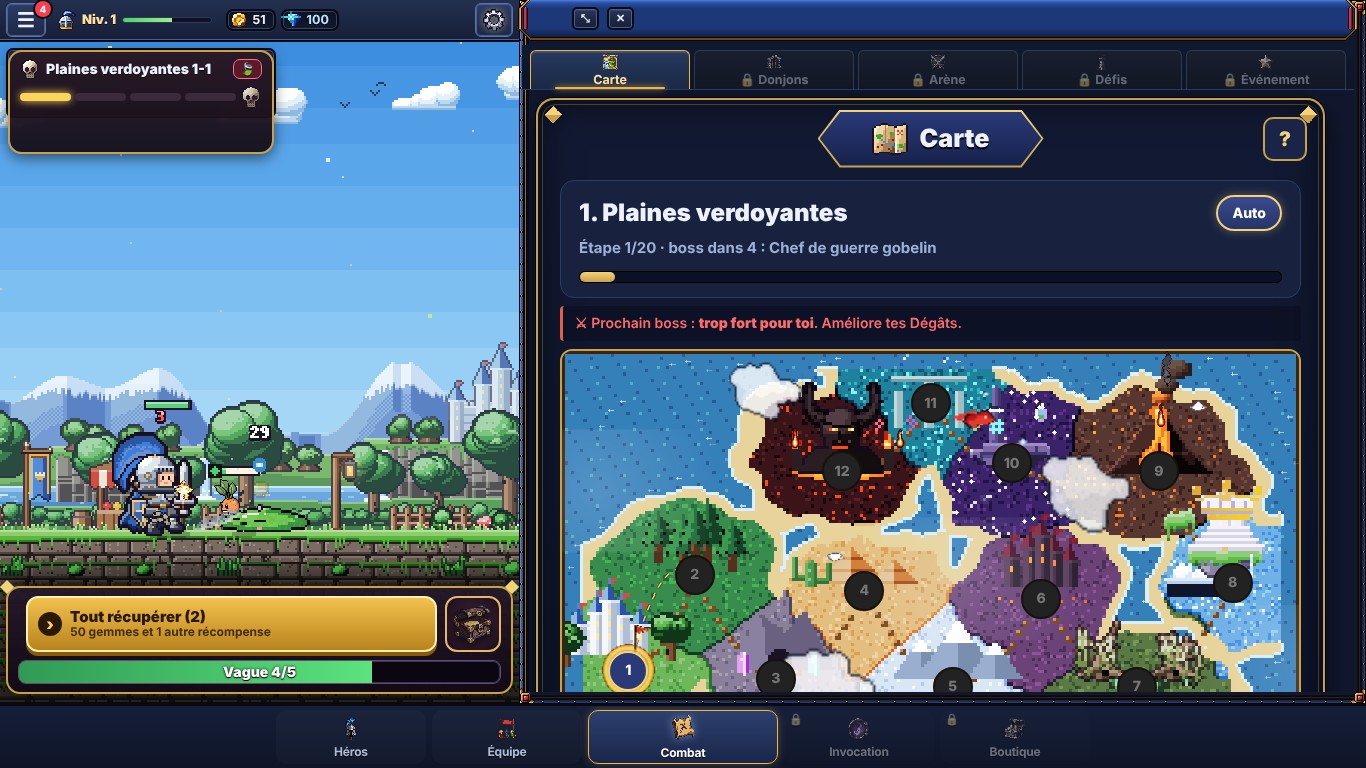 4
Niv. 1
51
100
Plaines verdoyantes 1-1
3
29
Tout récupérer (2)
50 gemmes et 1 autre récompense
Vague 4/5
Carte
Donjons
Arène
Défis
Événement
Carte
?
1. Plaines verdoyantes
Auto
Étape 1/20 · boss dans 4 : Chef de guerre gobelin
Prochain boss : trop fort pour toi. Améliore tes Dégâts.
11
12
10
9
2
4
6
8
1
3
5
7
Héros
Équipe
Combat
Invocation
Boutique